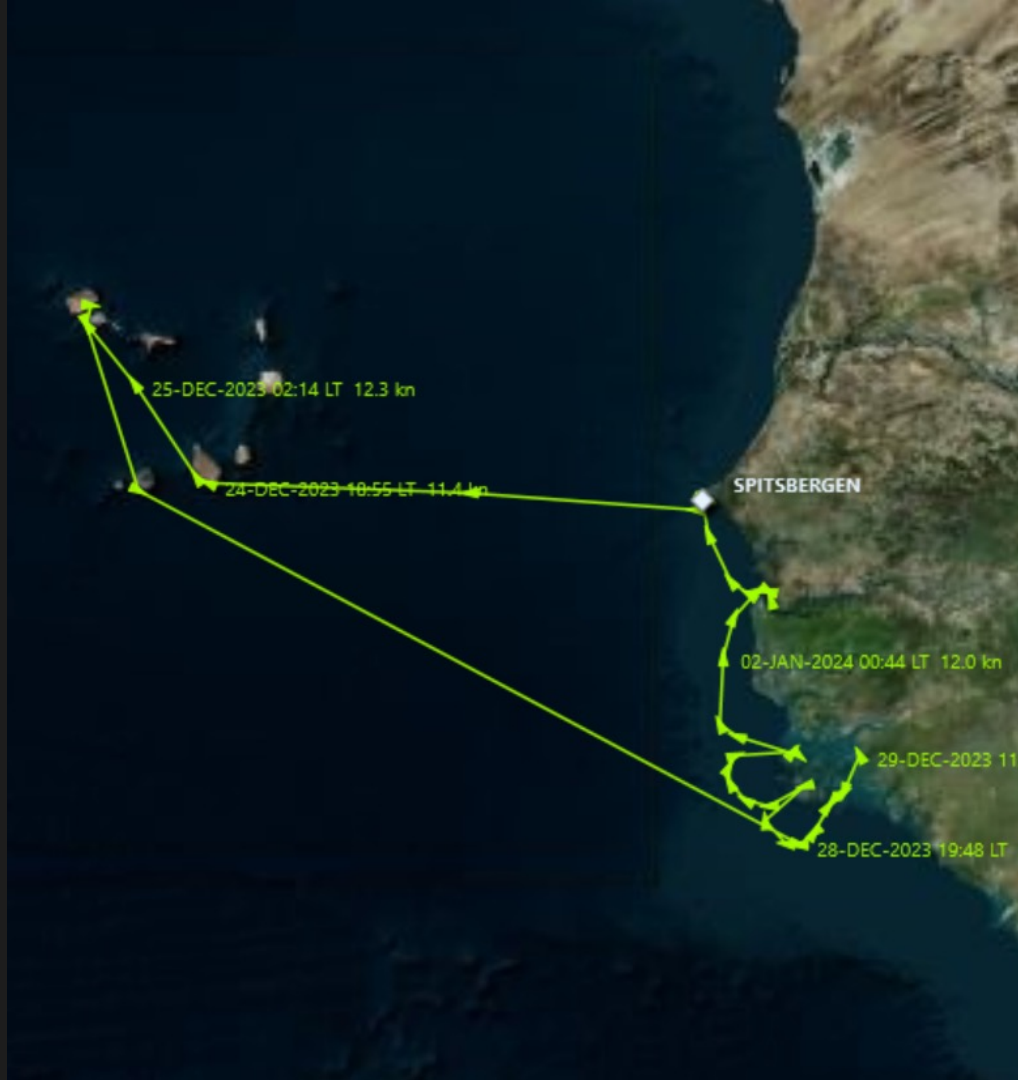 25-DEC-2023 02:14 LT 12.3 kn
SPITSBERGEN
24-DEC-2023 18:55 LT 11.4 kn
02-JAN-2024 00:44 LT 12.0 kn
29-DEC-2023 11
28-DEC-2023 19:48 LT